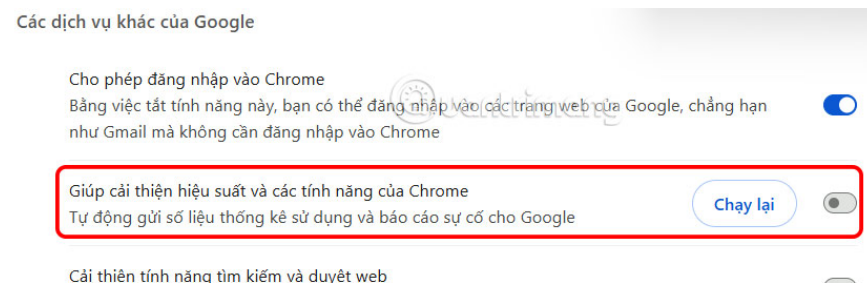 Các dịch vụ khác của Google
Cho phép đăng nhập vào Chrome
Bằng việc tắt tính năng này, bạn có thể đăng nhập vào các trang web của Google, chẳng hạn
như Gmail mà không cần đăng nhập vào Chrome
Quantrimang
Giúp cải thiện hiệu suất và các tính năng của Chrome
Tự động gửi số liệu thống kê sử dụng và báo cáo sự cố cho Google
Chạy lại
Cải thiện tính năng tìm kiếm và duyệt web